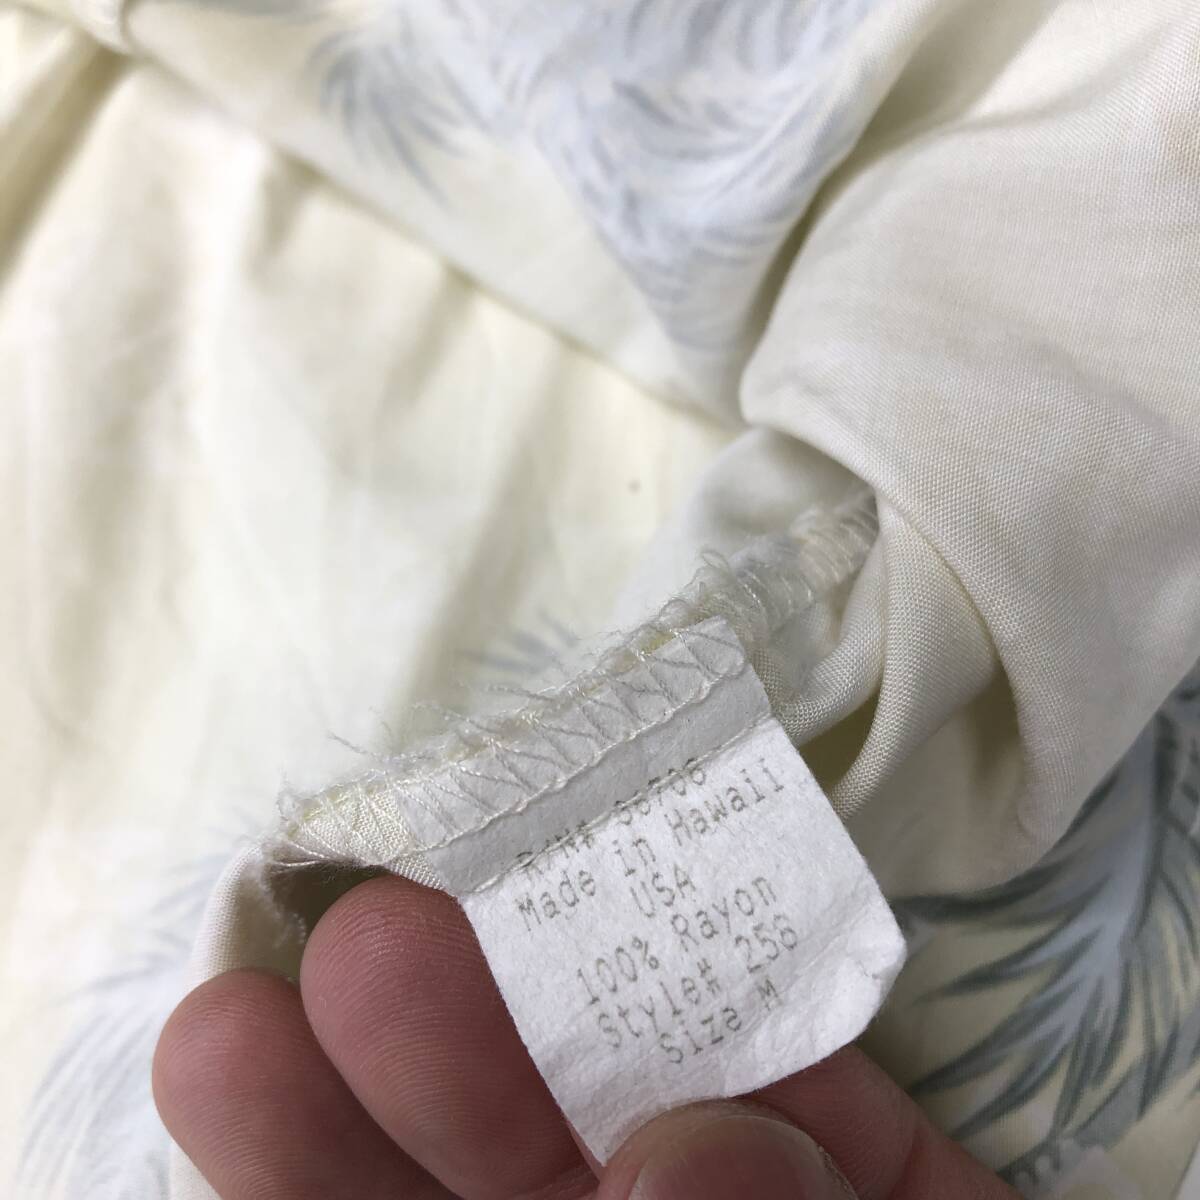 Made in Hawaii
USA
100% Rayon
Style# 258
Size M